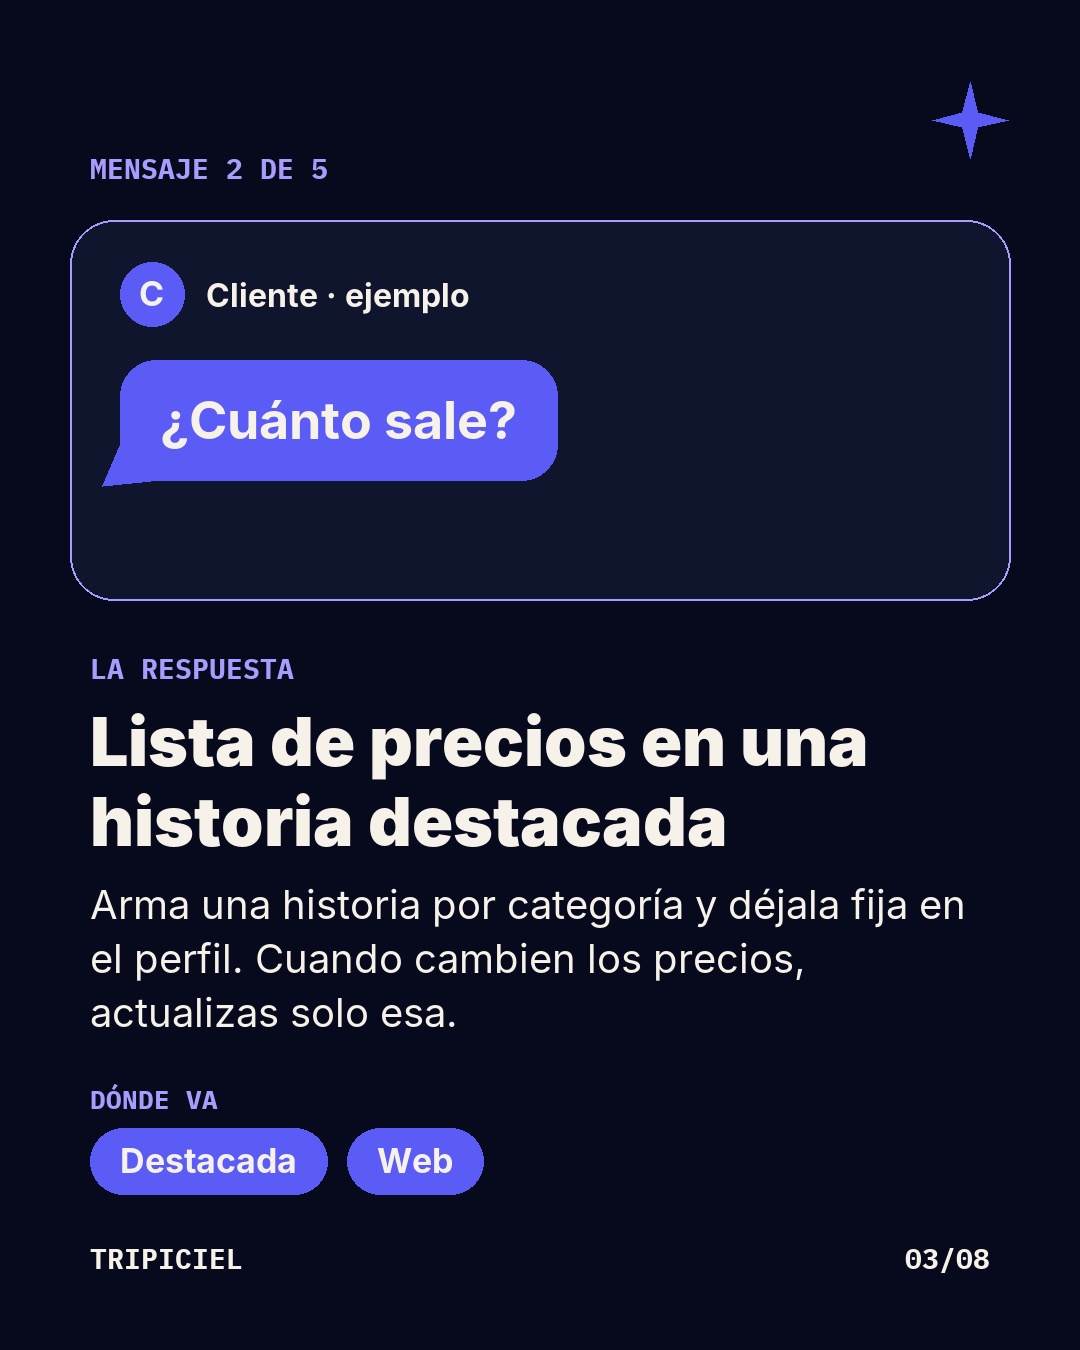 MENSAJE 2 DE 5
C
Cliente · ejemplo
¿Cuánto sale?
LA RESPUESTA
Lista de precios en una
historia destacada
Arma una historia por categoría y déjala fija en
el perfil. Cuando cambien los precios,
actualizas solo esa.
DÓNDE VA
Destacada
Web
TRIPICIEL
03/08